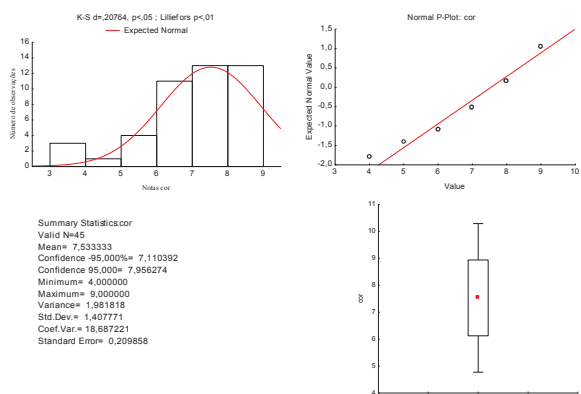 K-S d=,20764, p<,05 ; Lilliefors p<,01
Expected Normal
Número de observações
16
14
12
10
8
6
4
2
0
3 4 5 6 7 8 9
Notas cor
Normal P-Plot: cor
Expected Normal Value
1,5
1,0
0,5
0,0
-0,5
-1,0
-1,5
-2,0
3 4 5 6 7 8 9 10
Value
Summary Statistics:cor
Valid N=45
Mean= 7,533333
Confidence -95,000%= 7,110392
Confidence 95,000= 7,956274
Minimum= 4,000000
Maximum= 9,000000
Variance= 1,981818
Std.Dev.= 1,407771
Coef.Var.= 18,687221
Standard Error= 0,209858
cor
11
10
9
8
7
6
5
4